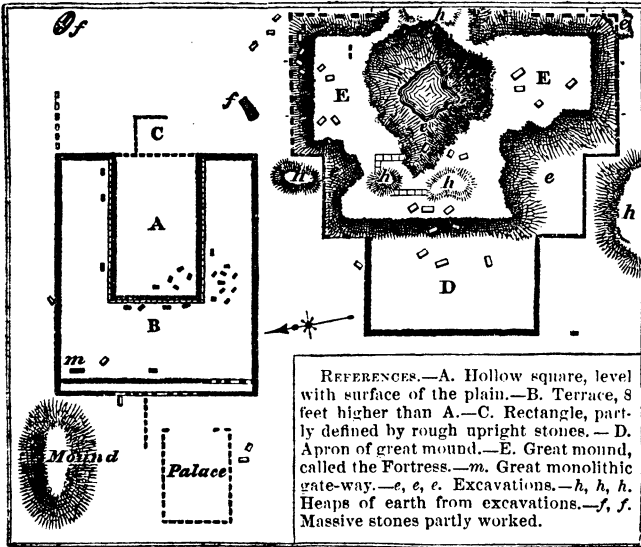 f
h
e
E
E
f
C
e
h
h
h
e
h
A
D
B
m
Mound
Palace
REFERENCES.—A. Hollow square, level
with surface of the plain.—B. Terrace, 8
feet higher than A.—C. Rectangle, part-
ly defined by rough upright stones.—D.
Apron of great mound.—E. Great mound,
called the Fortress.—m. Great monolithic
gate-way.—e, e, e. Excavations.—h, h, h.
Heaps of earth from excavations.—f, f.
Massive stones partly worked.